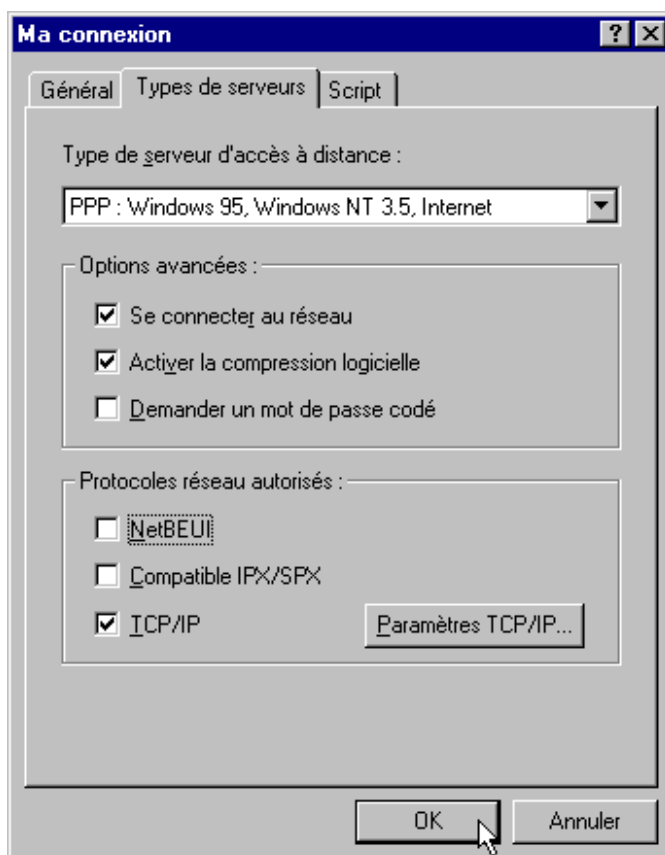 Ma connexion
Général Types de serveurs Script
Type de serveur d'accès à distance :
PPP : Windows 95, Windows NT 3.5, Internet
Options avancées :
Se connecter au réseau
Activer la compression logicielle
Demander un mot de passe codé
Protocoles réseau autorisés :
NetBEUI
Compatible IPX/SPX
TCP/IP Paramètres TCP/IP...
OK Annuler